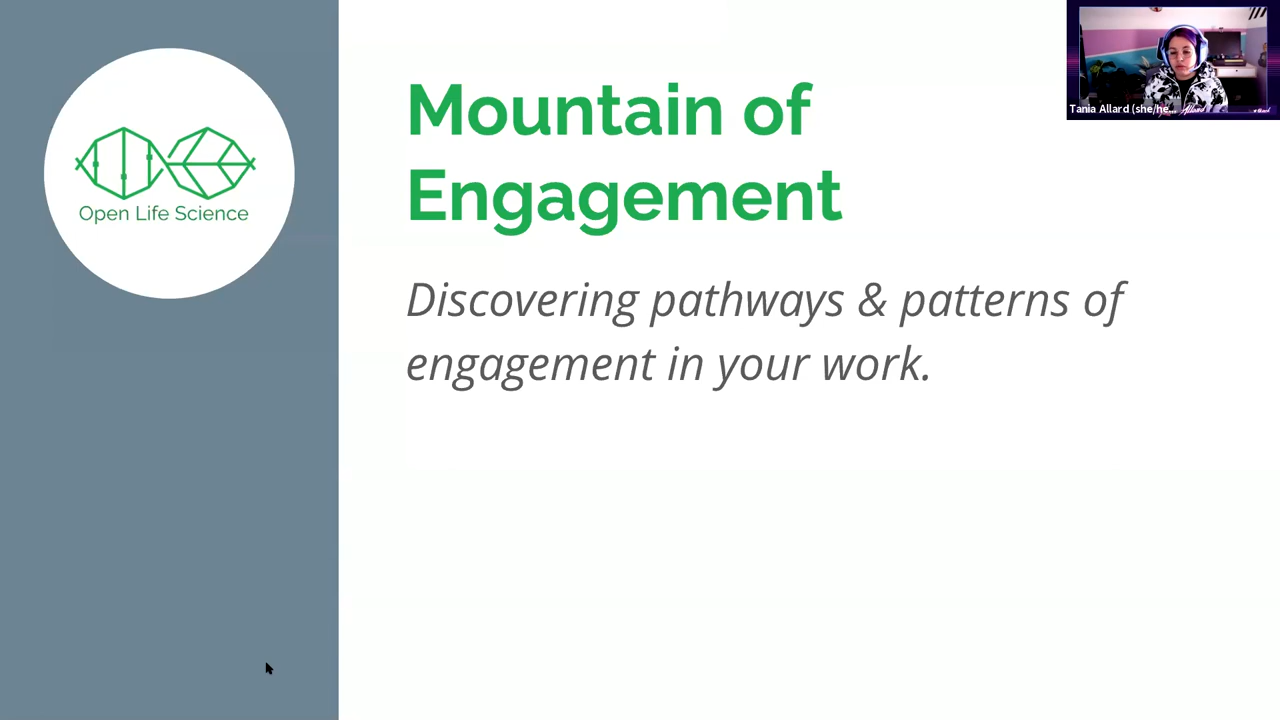 Open Life Science
Mountain of
Engagement
Discovering pathways & patterns of
engagement in your work.
Tania Allard (she/he...